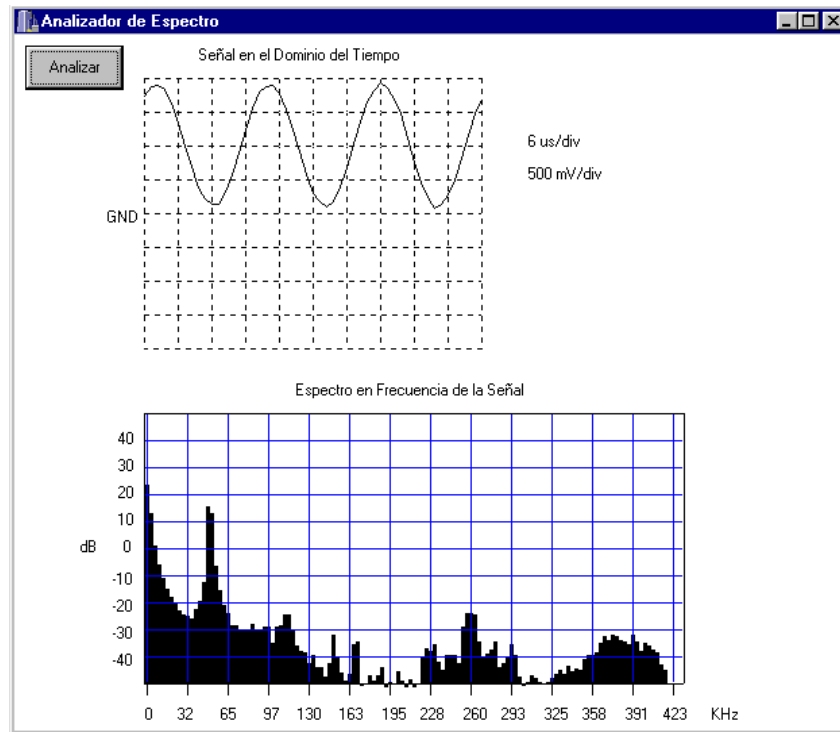 Analizador de Espectro
Analizar
Señal en el Dominio del Tiempo
6 us/div
500 mV/div
GND
Espectro en Frecuencia de la Señal
40
30
20
10
dB 0
-10
-20
-30
-40
0 32 65 97 130 163 195 228 260 293 325 358 391 423 KHz